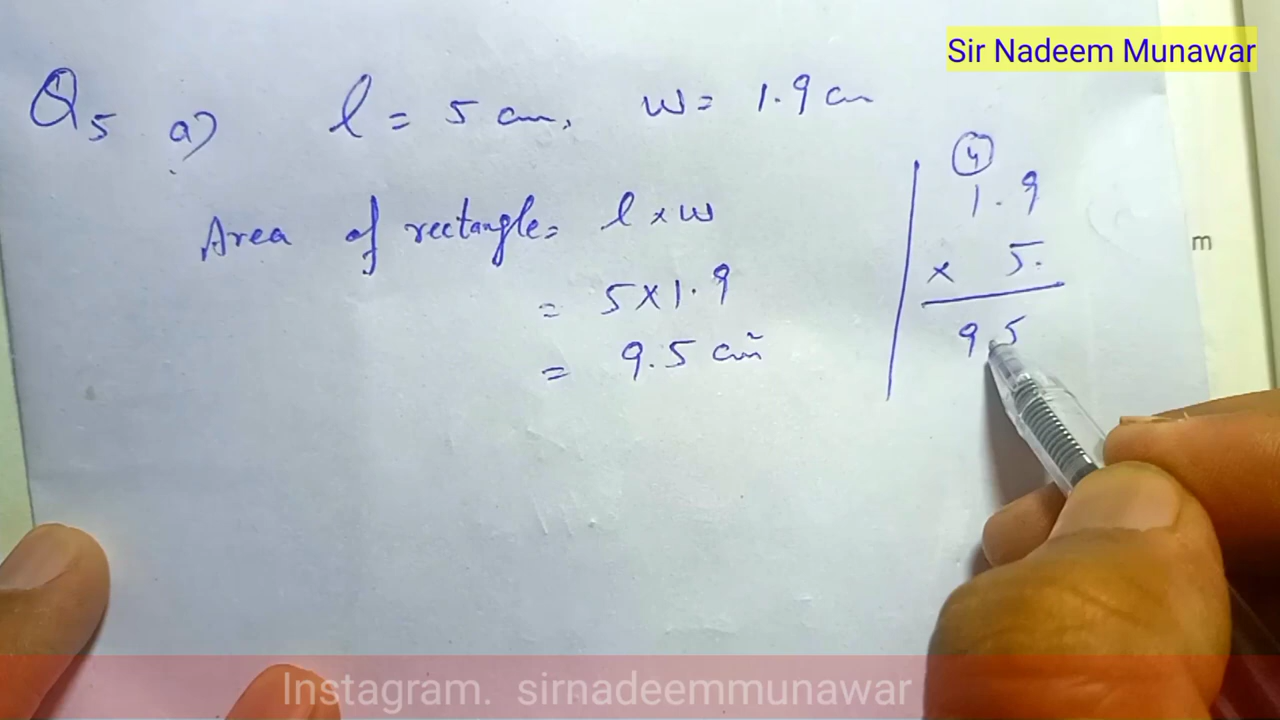 Sir Nadeem Munawar
Q5 a) l = 5 cm, w = 1.9 cm
Area of rectangle = l × w
= 5 × 1.9
= 9.5 cm²
4
1.9
× 5.
9.5
m
Instagram. sirnadeemmunawar